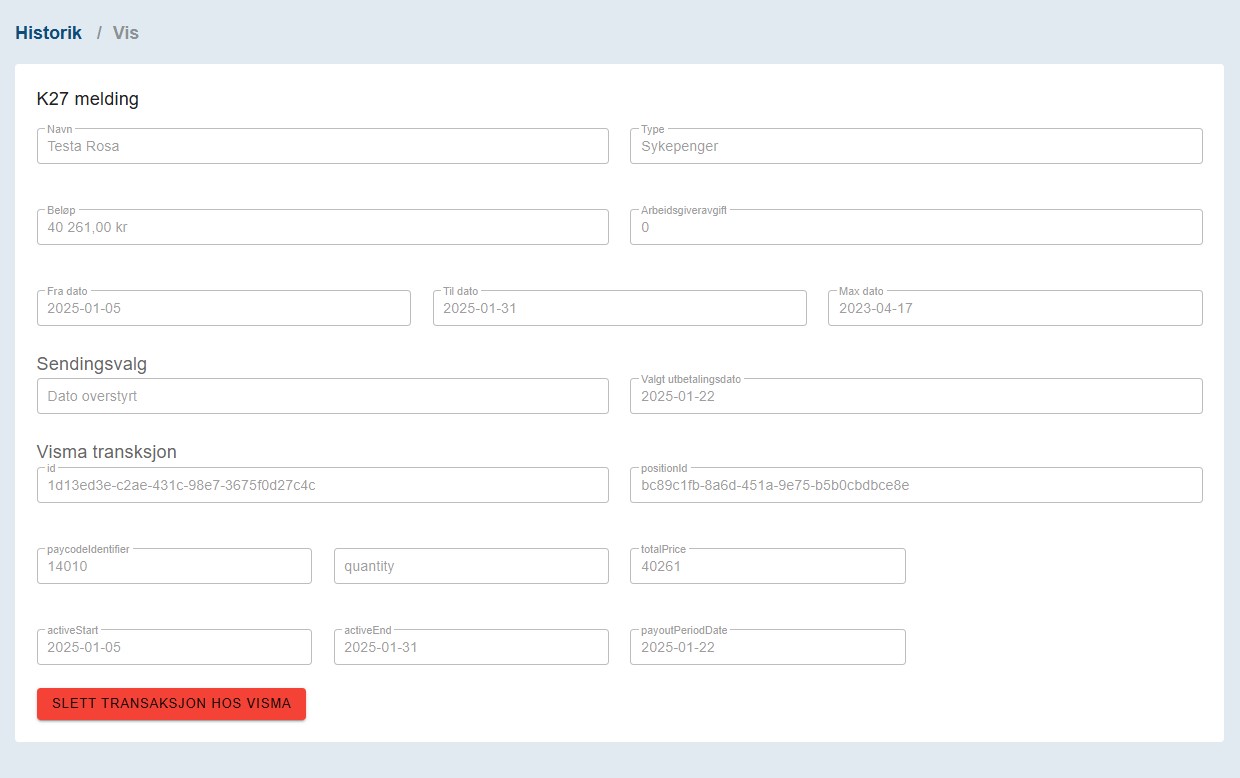 Historik / Vis
K27 melding
Navn
Testa Rosa
Type
Sykepenger
Beløp
40 261,00 kr
Arbeidsgiveravgift
0
Fra dato
2025-01-05
Til dato
2025-01-31
Max dato
2023-04-17
Sendingsvalg
Dato overstyrt
Valgt utbetalingsdato
2025-01-22
Visma transksjon
id
1d13ed3e-c2ae-431c-98e7-3675f0d27c4c
positionId
bc89c1fb-8a6d-451a-9e75-b5b0cbdbce8e
paycodeIdentifier
14010
quantity
totalPrice
40261
activeStart
2025-01-05
activeEnd
2025-01-31
payoutPeriodDate
2025-01-22
SLETT TRANSAKSJON HOS VISMA